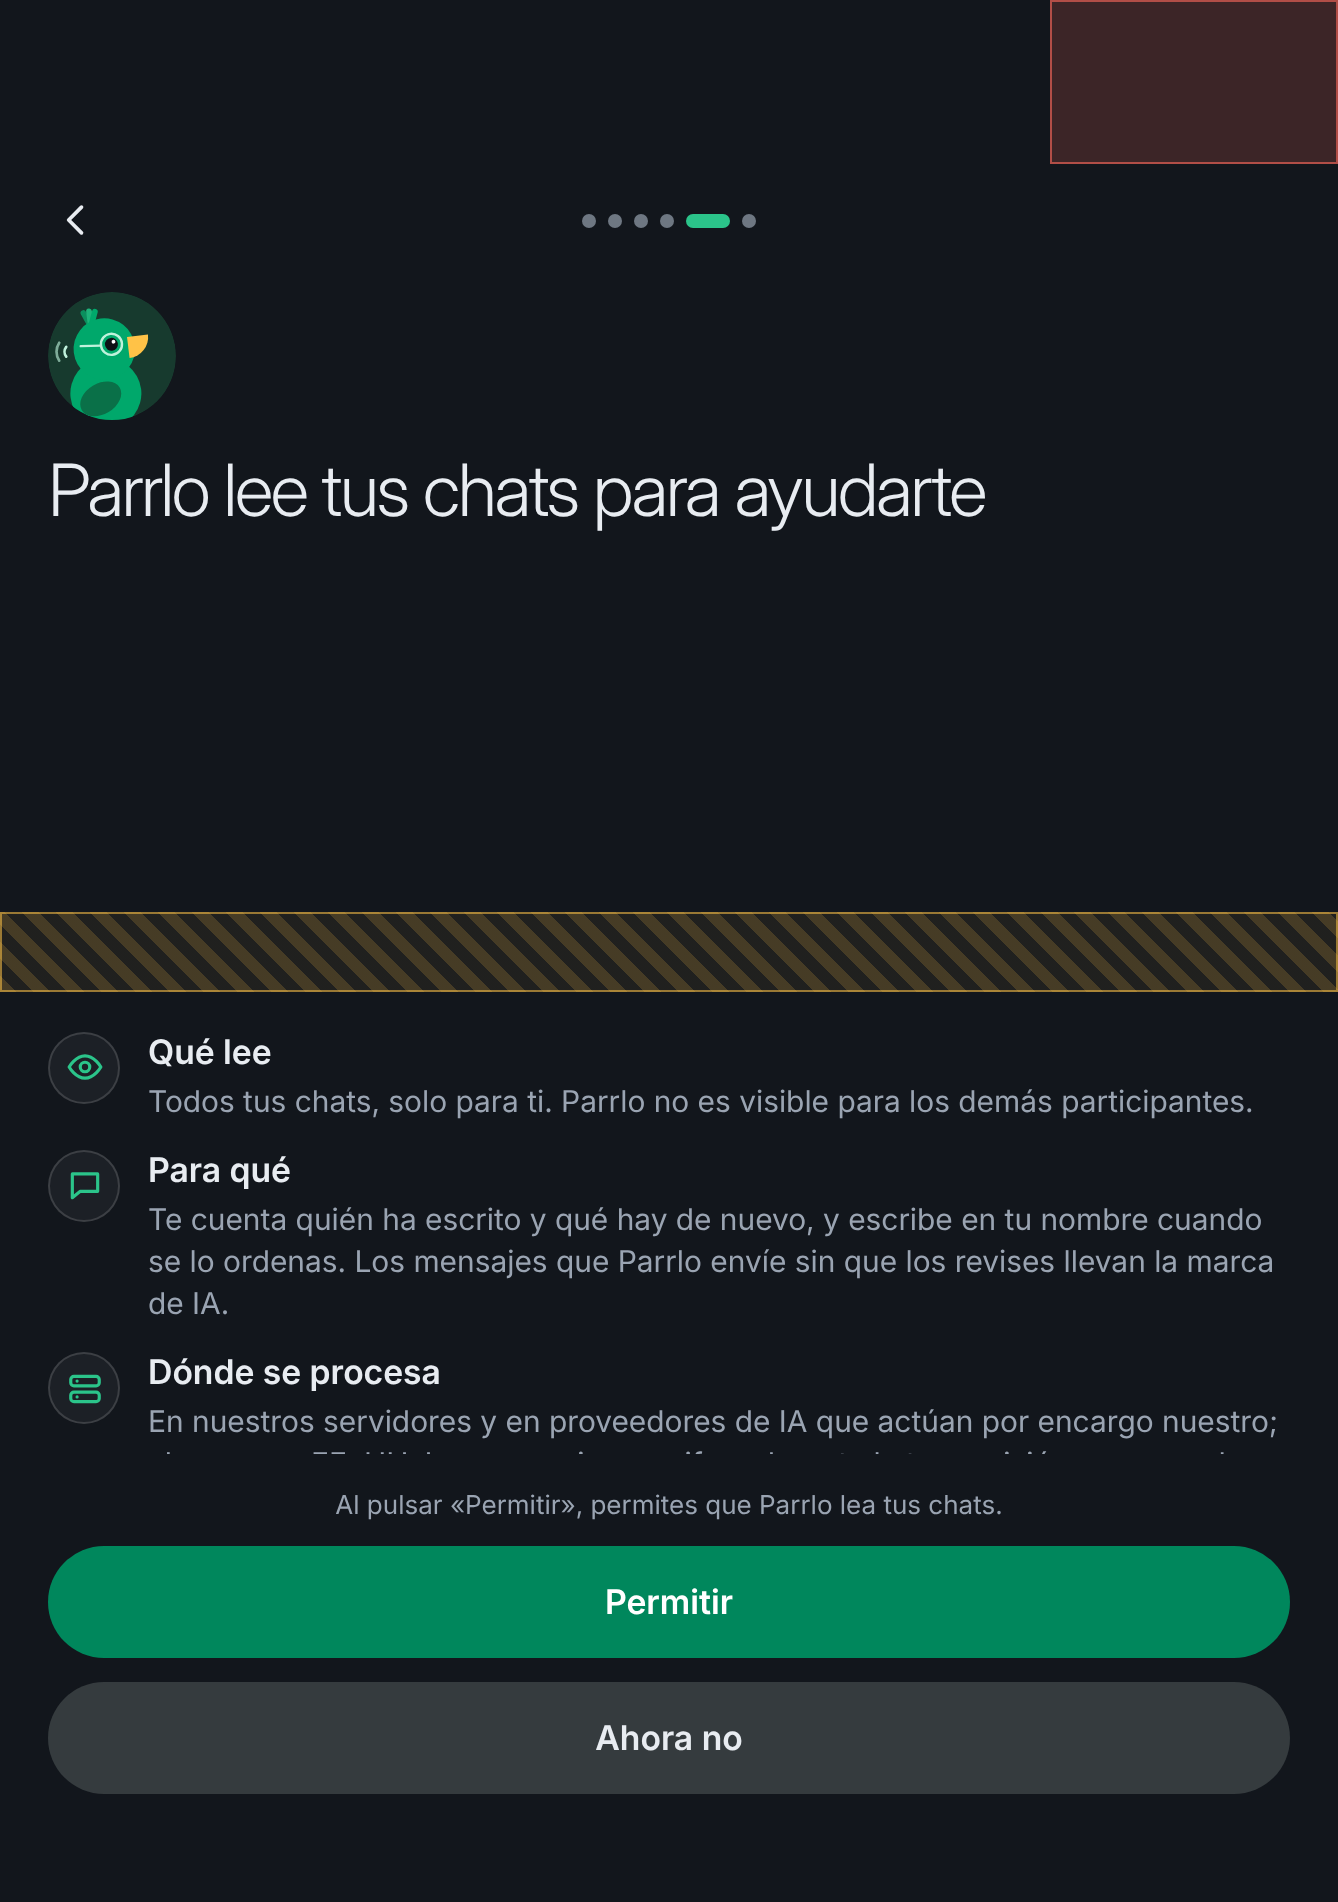 Parrlo lee tus chats para ayudarte
Qué lee
Todos tus chats, solo para ti. Parrlo no es visible para los demás participantes.
Para qué
Te cuenta quién ha escrito y qué hay de nuevo, y escribe en tu nombre cuando
se lo ordenas. Los mensajes que Parrlo envíe sin que los revises llevan la marca
de IA.
Dónde se procesa
En nuestros servidores y en proveedores de IA que actúan por encargo nuestro;
Al pulsar «Permitir», permites que Parrlo lea tus chats.
Permitir
Ahora no